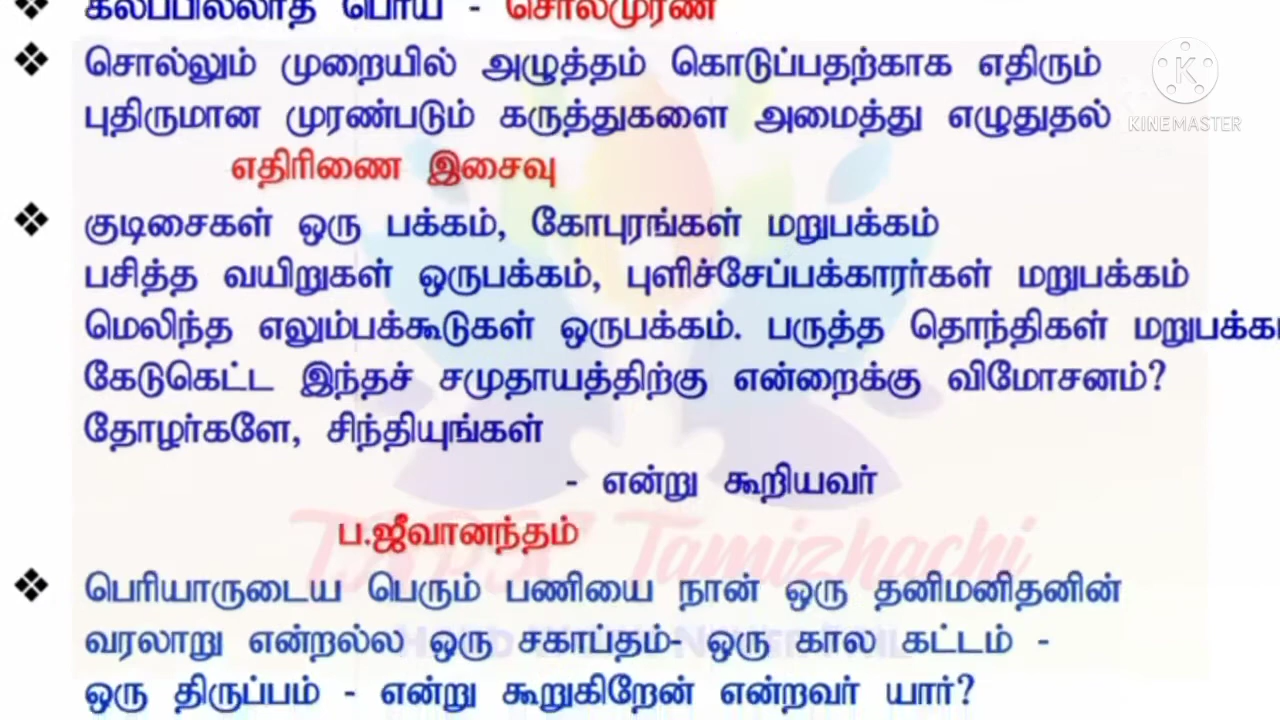 கலப்பில்லாத பொய் - சொல்முரண்
❖ சொல்லும் முறையில் அழுத்தம் கொடுப்பதற்காக எதிரும்
புதிருமான முரண்படும் கருத்துகளை அமைத்து எழுதுதல்
எதிரிணை இசைவு
❖ குடிசைகள் ஒரு பக்கம், கோபுரங்கள் மறுபக்கம்
பசித்த வயிறுகள் ஒருபக்கம், புளிச்சேப்பக்காரர்கள் மறுபக்கம்
மெலிந்த எலும்பக்கூடுகள் ஒருபக்கம். பருத்த தொந்திகள் மறுபக்க
கேடுகெட்ட இந்தச் சமுதாயத்திற்கு என்றைக்கு விமோசனம்?
தோழர்களே, சிந்தியுங்கள்
- என்று கூறியவர்
ப.ஜீவானந்தம்
❖ பெரியாருடைய பெரும் பணியை நான் ஒரு தனிமனிதனின்
வரலாறு என்றல்ல ஒரு சகாப்தம்- ஒரு கால கட்டம் -
ஒரு திருப்பம் - என்று கூறுகிறேன் என்றவர் யார்?
K
KINEMASTER
Tamizhachi